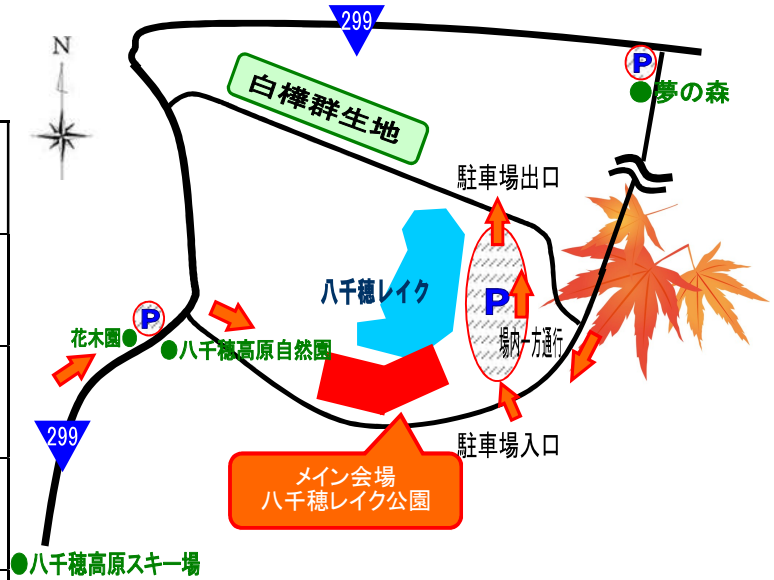 299
N
P
夢の森
白樺群生地
駐車場出口
八千穂レイク
P
場内一方通行
P
花木園
八千穂高原自然園
299
駐車場入口
メイン会場
八千穂レイク公園
八千穂高原スキー場